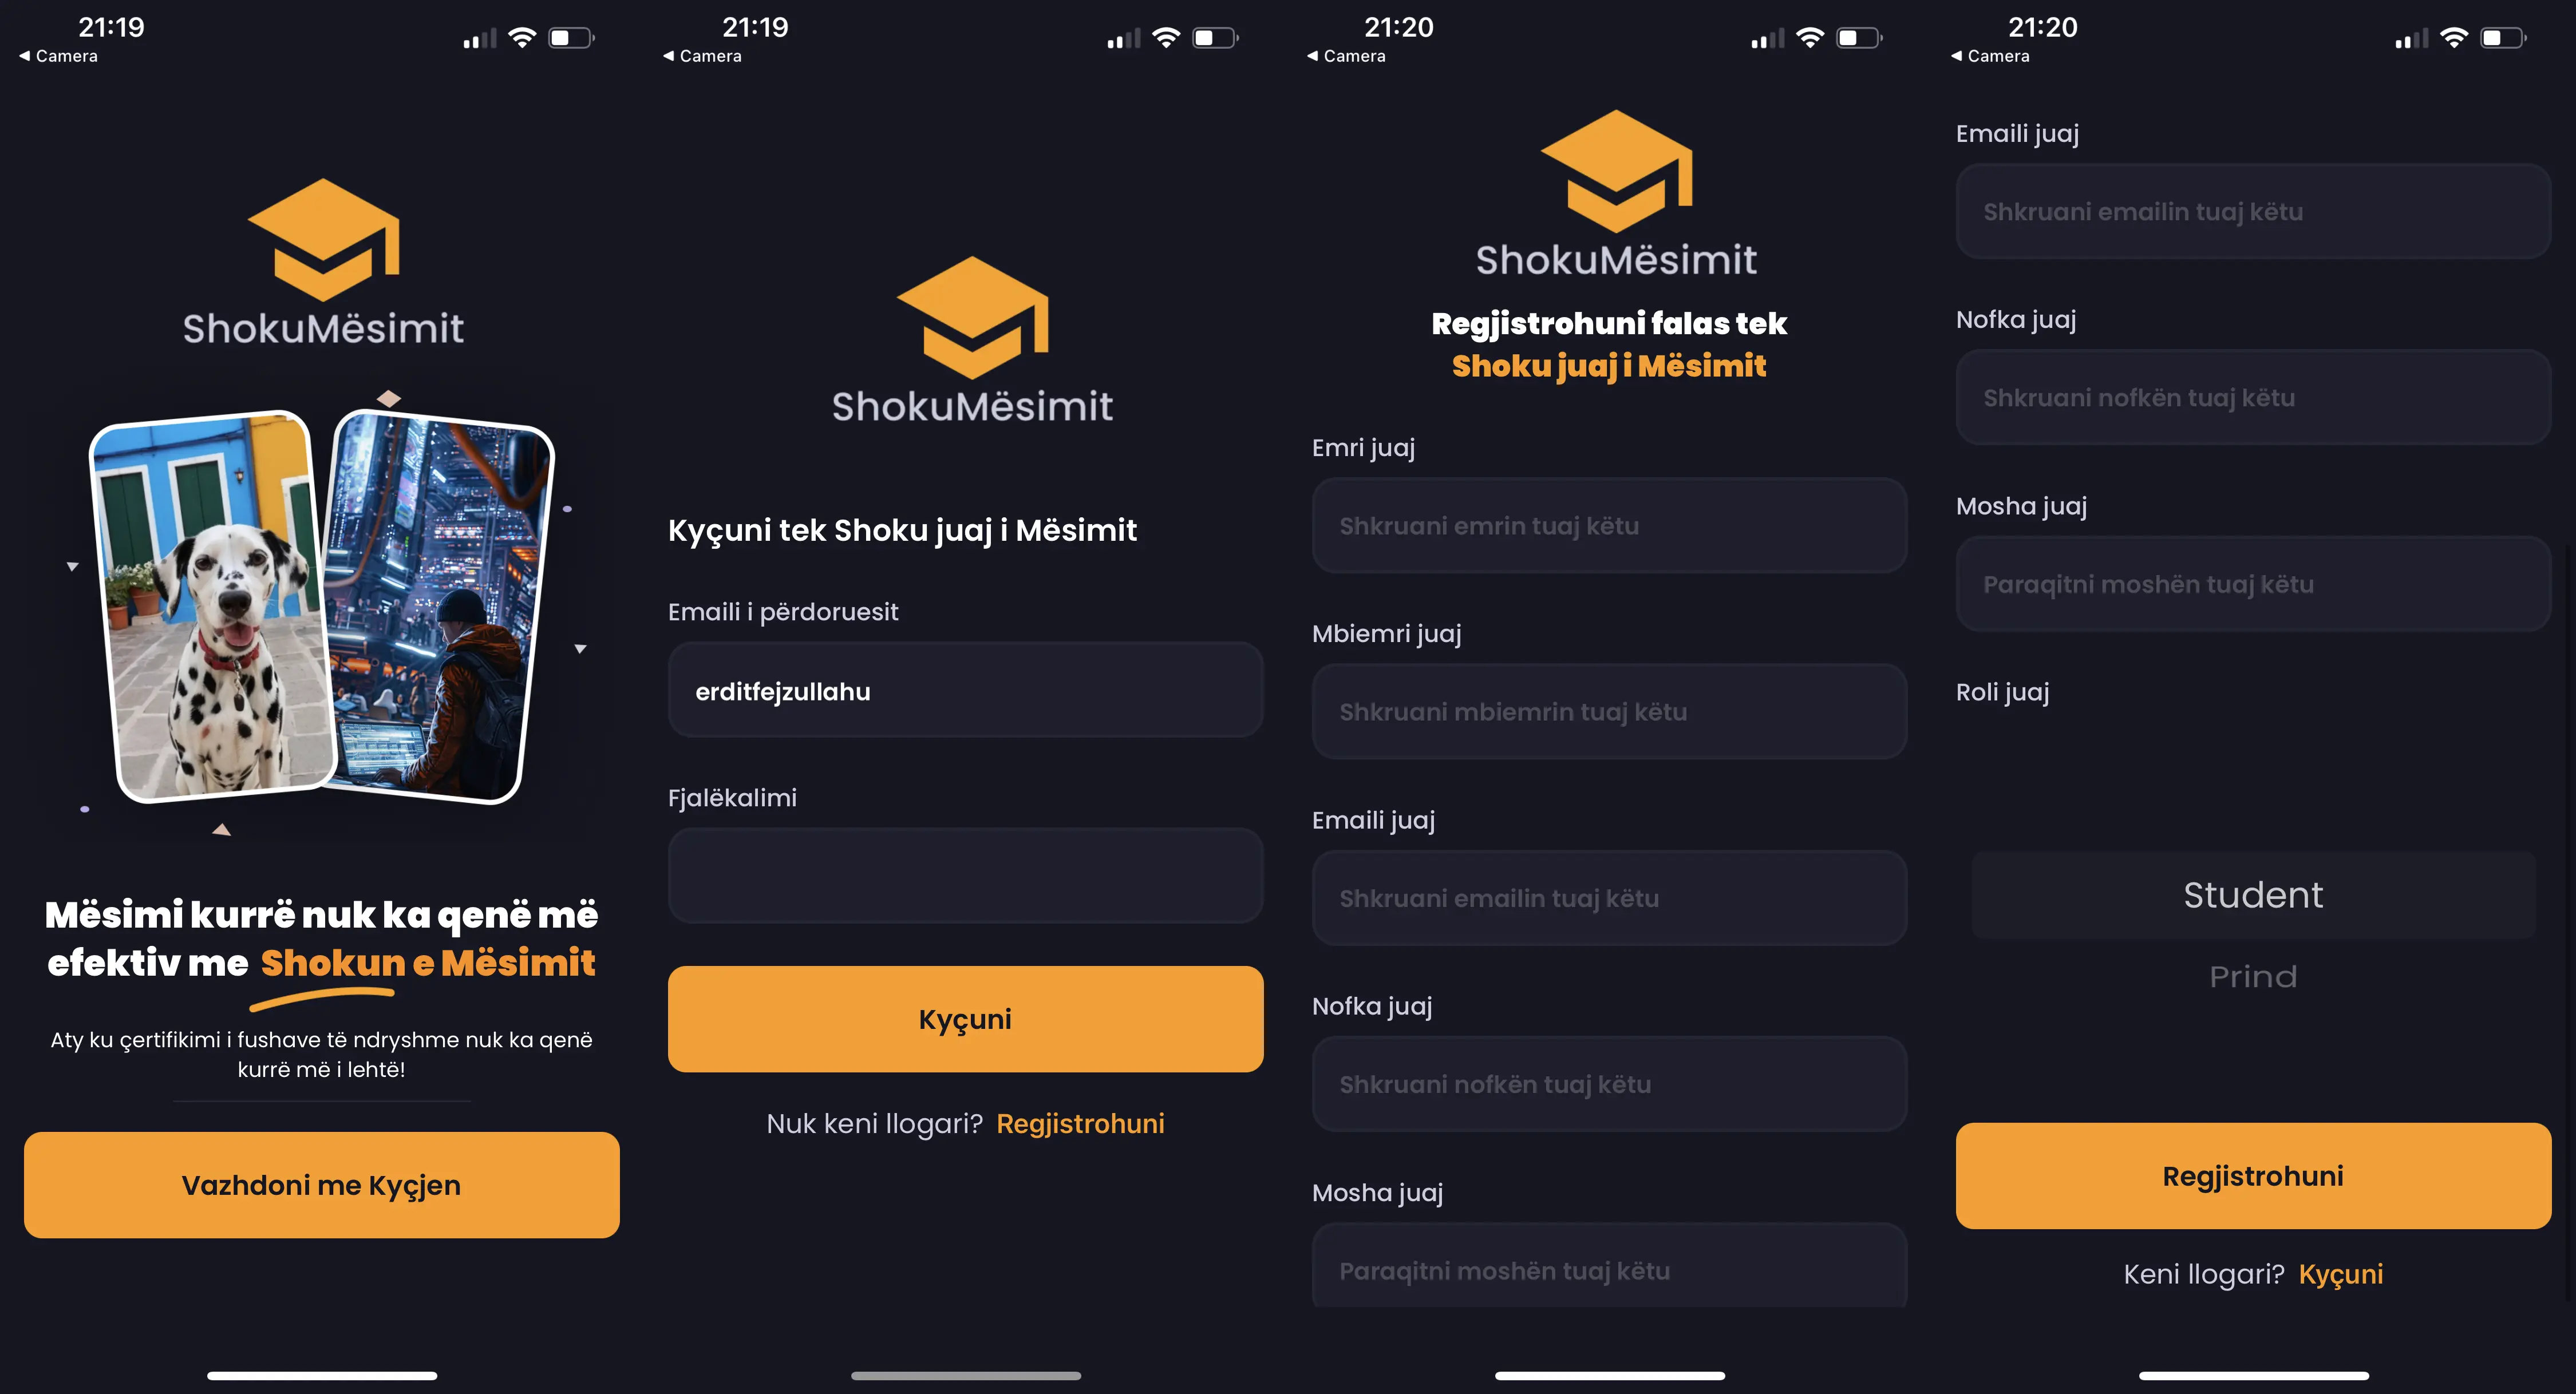 21:19
◀ Camera
ShokuMësimit
Mësimi kurrë nuk ka qenë më
efektiv me Shokun e Mësimit
Aty ku çertifikimi i fushave të ndryshme nuk ka qenë
kurrë më i lehtë!
Vazhdoni me Kyçjen
21:19
◀ Camera
ShokuMësimit
Kyçuni tek Shoku juaj i Mësimit
Emaili i përdoruesit
erditfejzullahu
Fjalëkalimi
Kyçuni
Nuk keni llogari? Regjistrohuni
21:20
◀ Camera
ShokuMësimit
Regjistrohuni falas tek
Shoku juaj i Mësimit
Emri juaj
Shkruani emrin tuaj këtu
Mbiemri juaj
Shkruani mbiemrin tuaj këtu
Emaili juaj
Shkruani emailin tuaj këtu
Nofka juaj
Shkruani nofkën tuaj këtu
Mosha juaj
Paraqitni moshën tuaj këtu
21:20
◀ Camera
Emaili juaj
Shkruani emailin tuaj këtu
Nofka juaj
Shkruani nofkën tuaj këtu
Mosha juaj
Paraqitni moshën tuaj këtu
Roli juaj
Student
Prind
Regjistrohuni
Keni llogari? Kyçuni